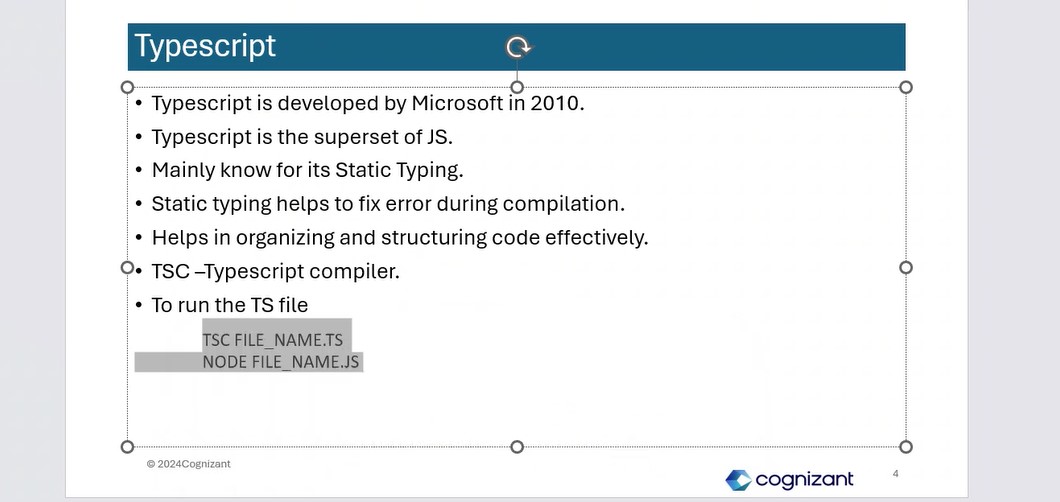 Typescript
• Typescript is developed by Microsoft in 2010.
• Typescript is the superset of JS.
• Mainly know for its Static Typing.
• Static typing helps to fix error during compilation.
• Helps in organizing and structuring code effectively.
• TSC –Typescript compiler.
• To run the TS file
TSC FILE_NAME.TS
NODE FILE_NAME.JS
© 2024Cognizant
cognizant
4